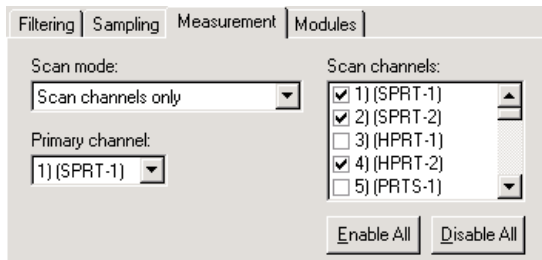 Filtering Sampling Measurement Modules
Scan mode:
Scan channels only
Primary channel:
1) (SPRT-1)
Scan channels:
1) (SPRT-1)
2) (SPRT-2)
3) (HPRT-1)
4) (HPRT-2)
5) (PRTS-1)
Enable All Disable All